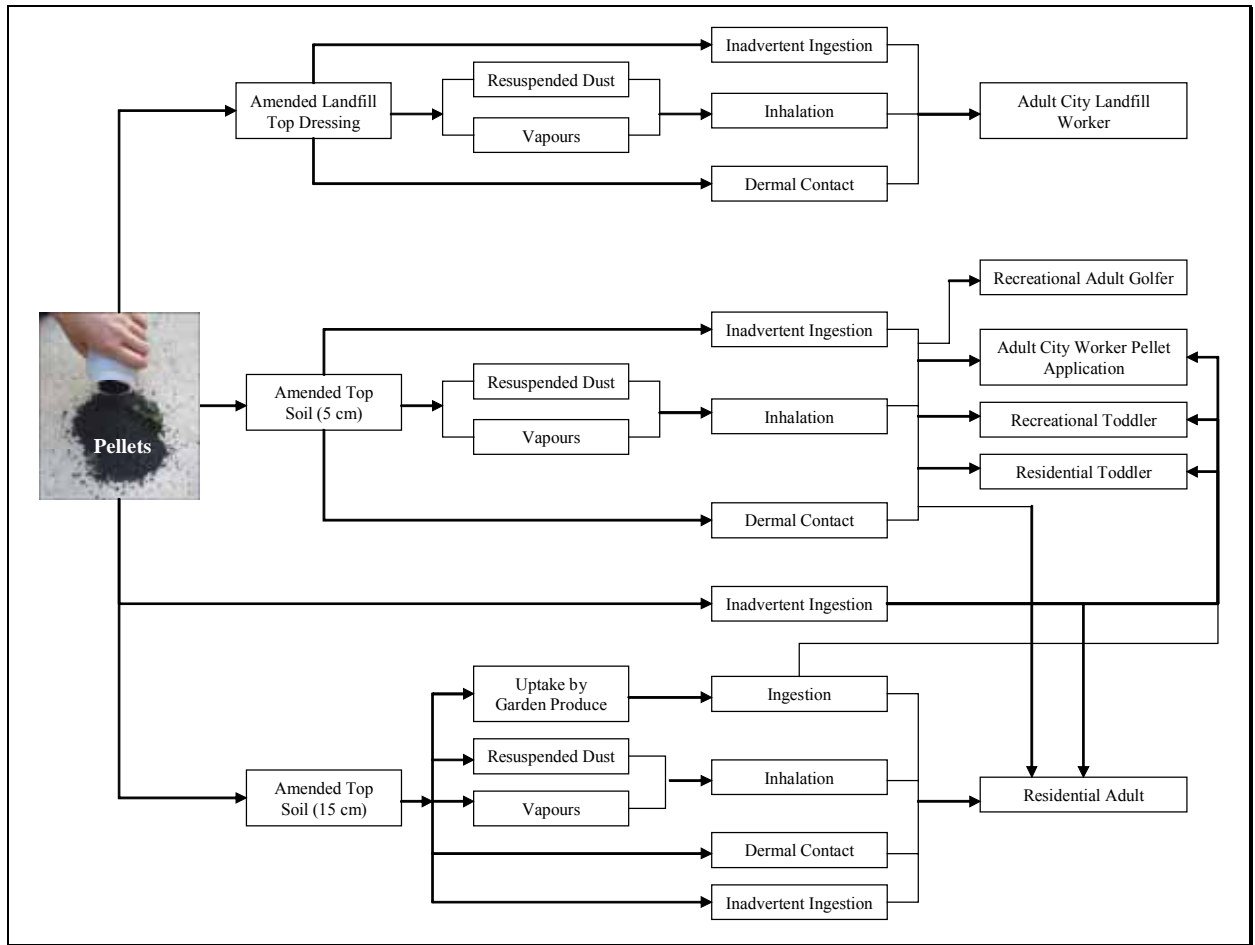 Inadvertent Ingestion
Amended Landfill
Top Dressing
Resuspended Dust
Vapours
Inhalation
Adult City Landfill
Worker
Dermal Contact
Pellets
Amended Top
Soil (5 cm)
Inadvertent Ingestion
Resuspended Dust
Vapours
Inhalation
Dermal Contact
Recreational Adult Golfer
Adult City Worker Pellet
Application
Recreational Toddler
Residential Toddler
Inadvertent Ingestion
Amended Top
Soil (15 cm)
Uptake by
Garden Produce
Ingestion
Resuspended Dust
Vapours
Inhalation
Residential Adult
Dermal Contact
Inadvertent Ingestion